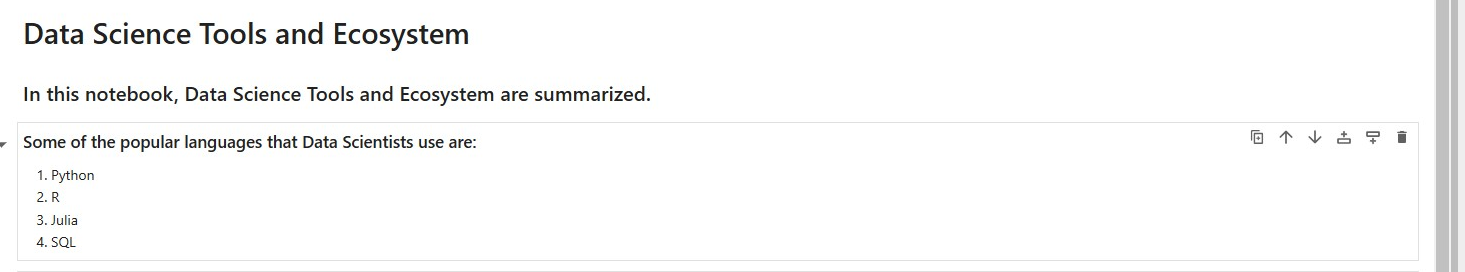 Data Science Tools and Ecosystem
In this notebook, Data Science Tools and Ecosystem are summarized.
Some of the popular languages that Data Scientists use are:
1. Python
2. R
3. Julia
4. SQL